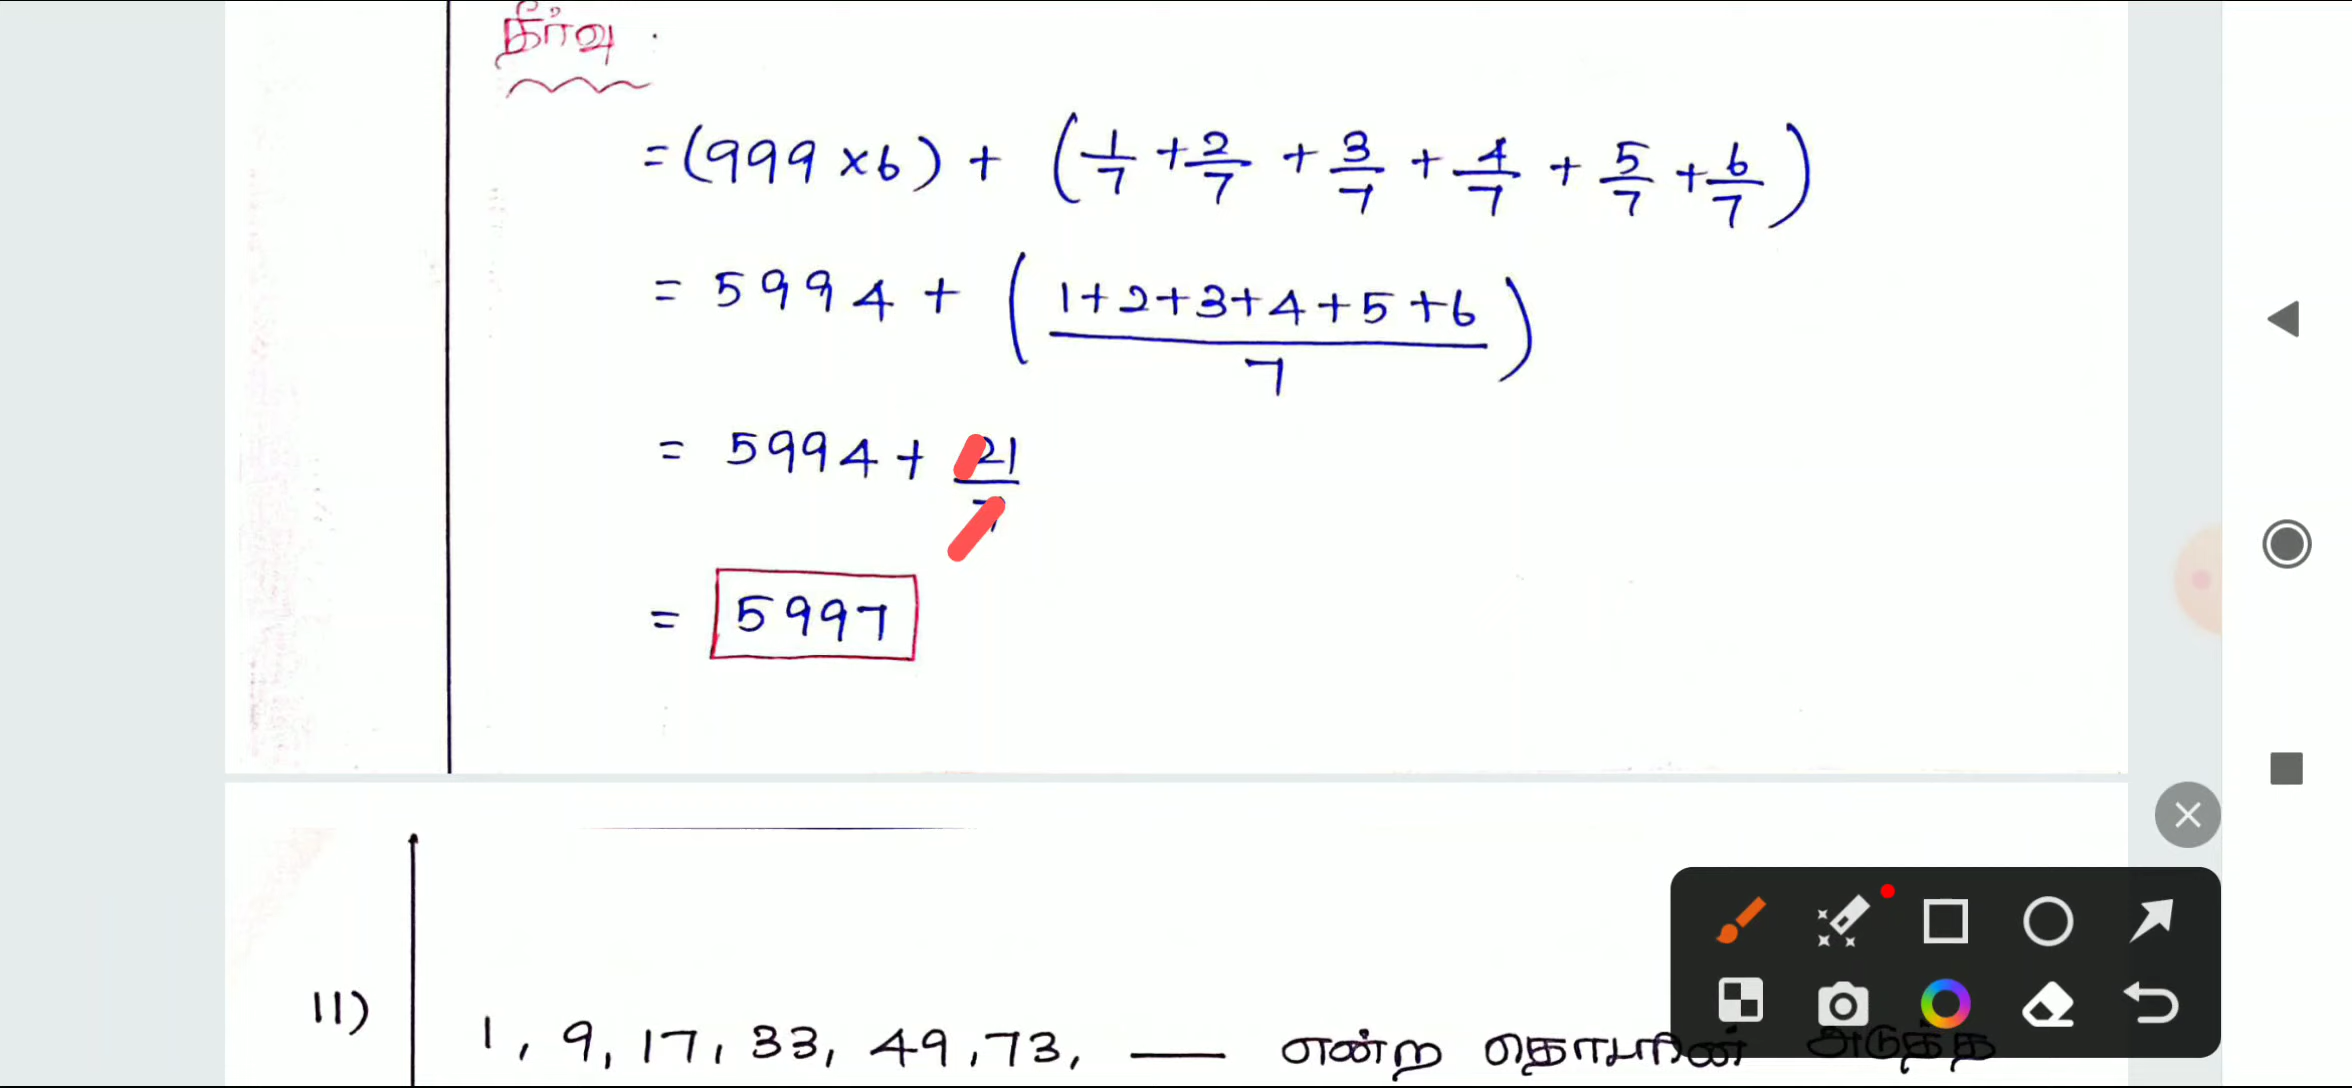 தீர்வு :
= (999 × 6) + (1/7 + 2/7 + 3/7 + 4/7 + 5/7 + 6/7)
= 5994 + (1+2+3+4+5+6 / 7)
= 5994 + 21/7
= 5997
11) 1, 9, 17, 33, 49, 73, ___ என்ற தொடரின் அடுத்த